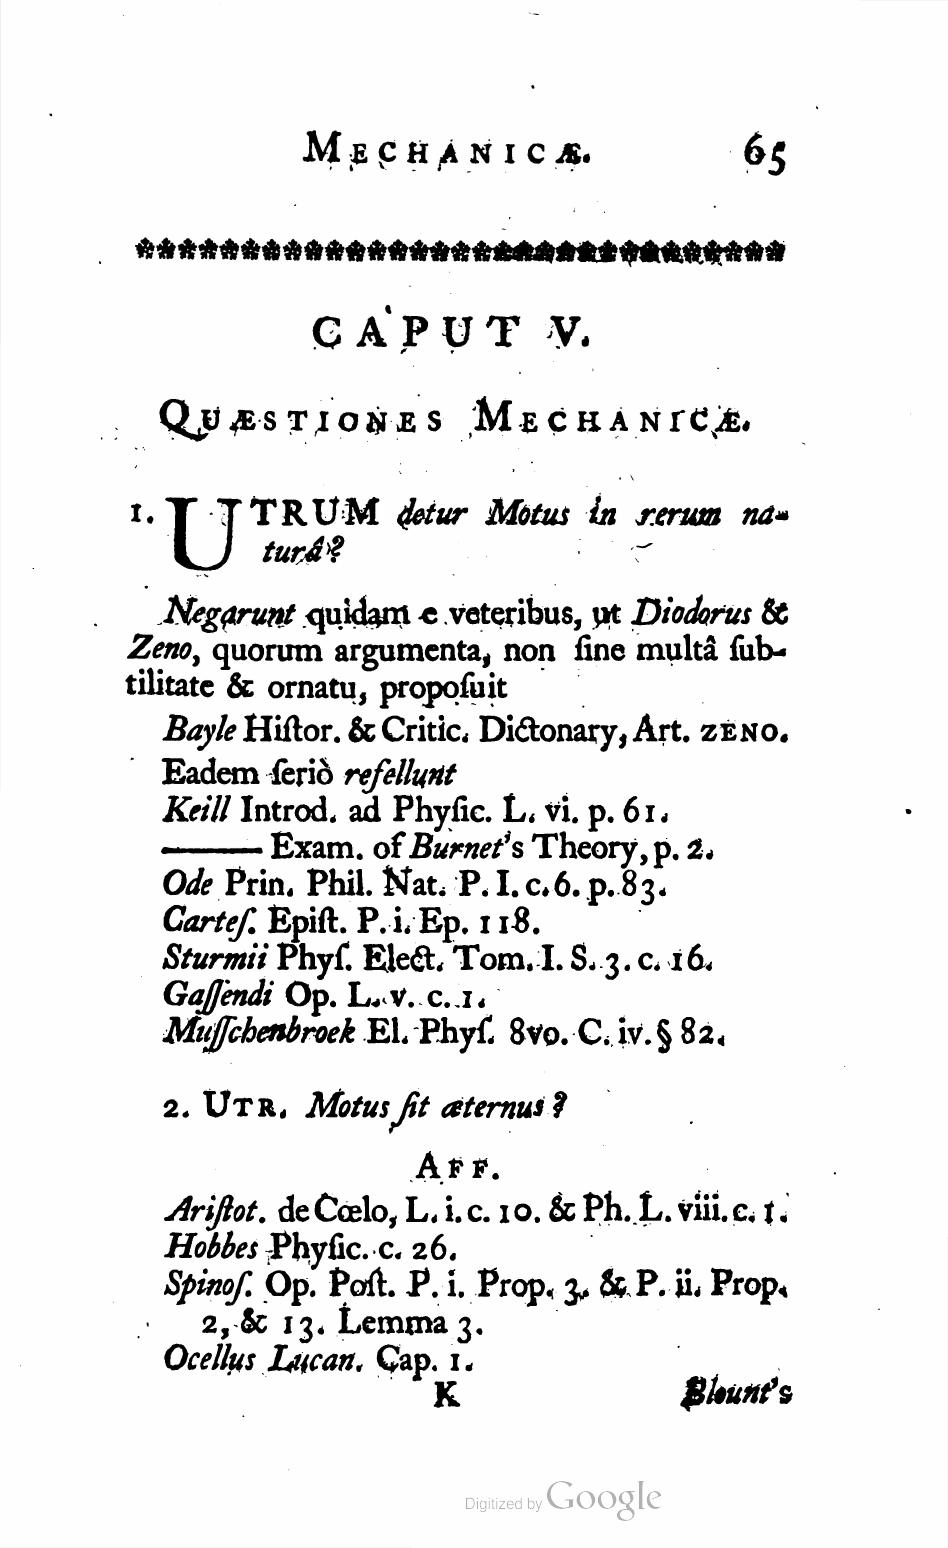 MECHANICÆ. 65
CAPUT V.
QUÆSTIONES MECHANICÆ.
1. UTRUM detur Motus in rerum na-
turâ?
Negarunt quidam e veteribus, ut Diodorus &
Zeno, quorum argumenta, non ſine multâ ſub-
tilitate & ornatu, propoſuit
Bayle Hiſtor. & Critic. Dictonary, Art. ZENO.
Eadem ſeriò refellunt
Keill Introd. ad Phyſic. L. vi. p. 61.
——— Exam. of Burnet's Theory, p. 2.
Ode Prin. Phil. Nat. P. I. c. 6. p. 83.
Carteſ. Epiſt. P. i. Ep. 118.
Sturmii Phyſ. Elect. Tom. I. S. 3. c. 16.
Gaſſendi Op. L. v. c. 1.
Muſſchenbroek El. Phyſ. 8vo. C. iv. § 82.
2. UTR. Motus ſit æternus?
AFF.
Ariſtot. de Cœlo, L. i. c. 10. & Ph. L. viii. c. 1.
Hobbes Phyſic. c. 26.
Spinoſ. Op. Poſt. P. i. Prop. 3. & P. ii. Prop.
2, & 13. Lemma 3.
Ocellus Lucan. Cap. 1.
K Blount's
Digitized by Google